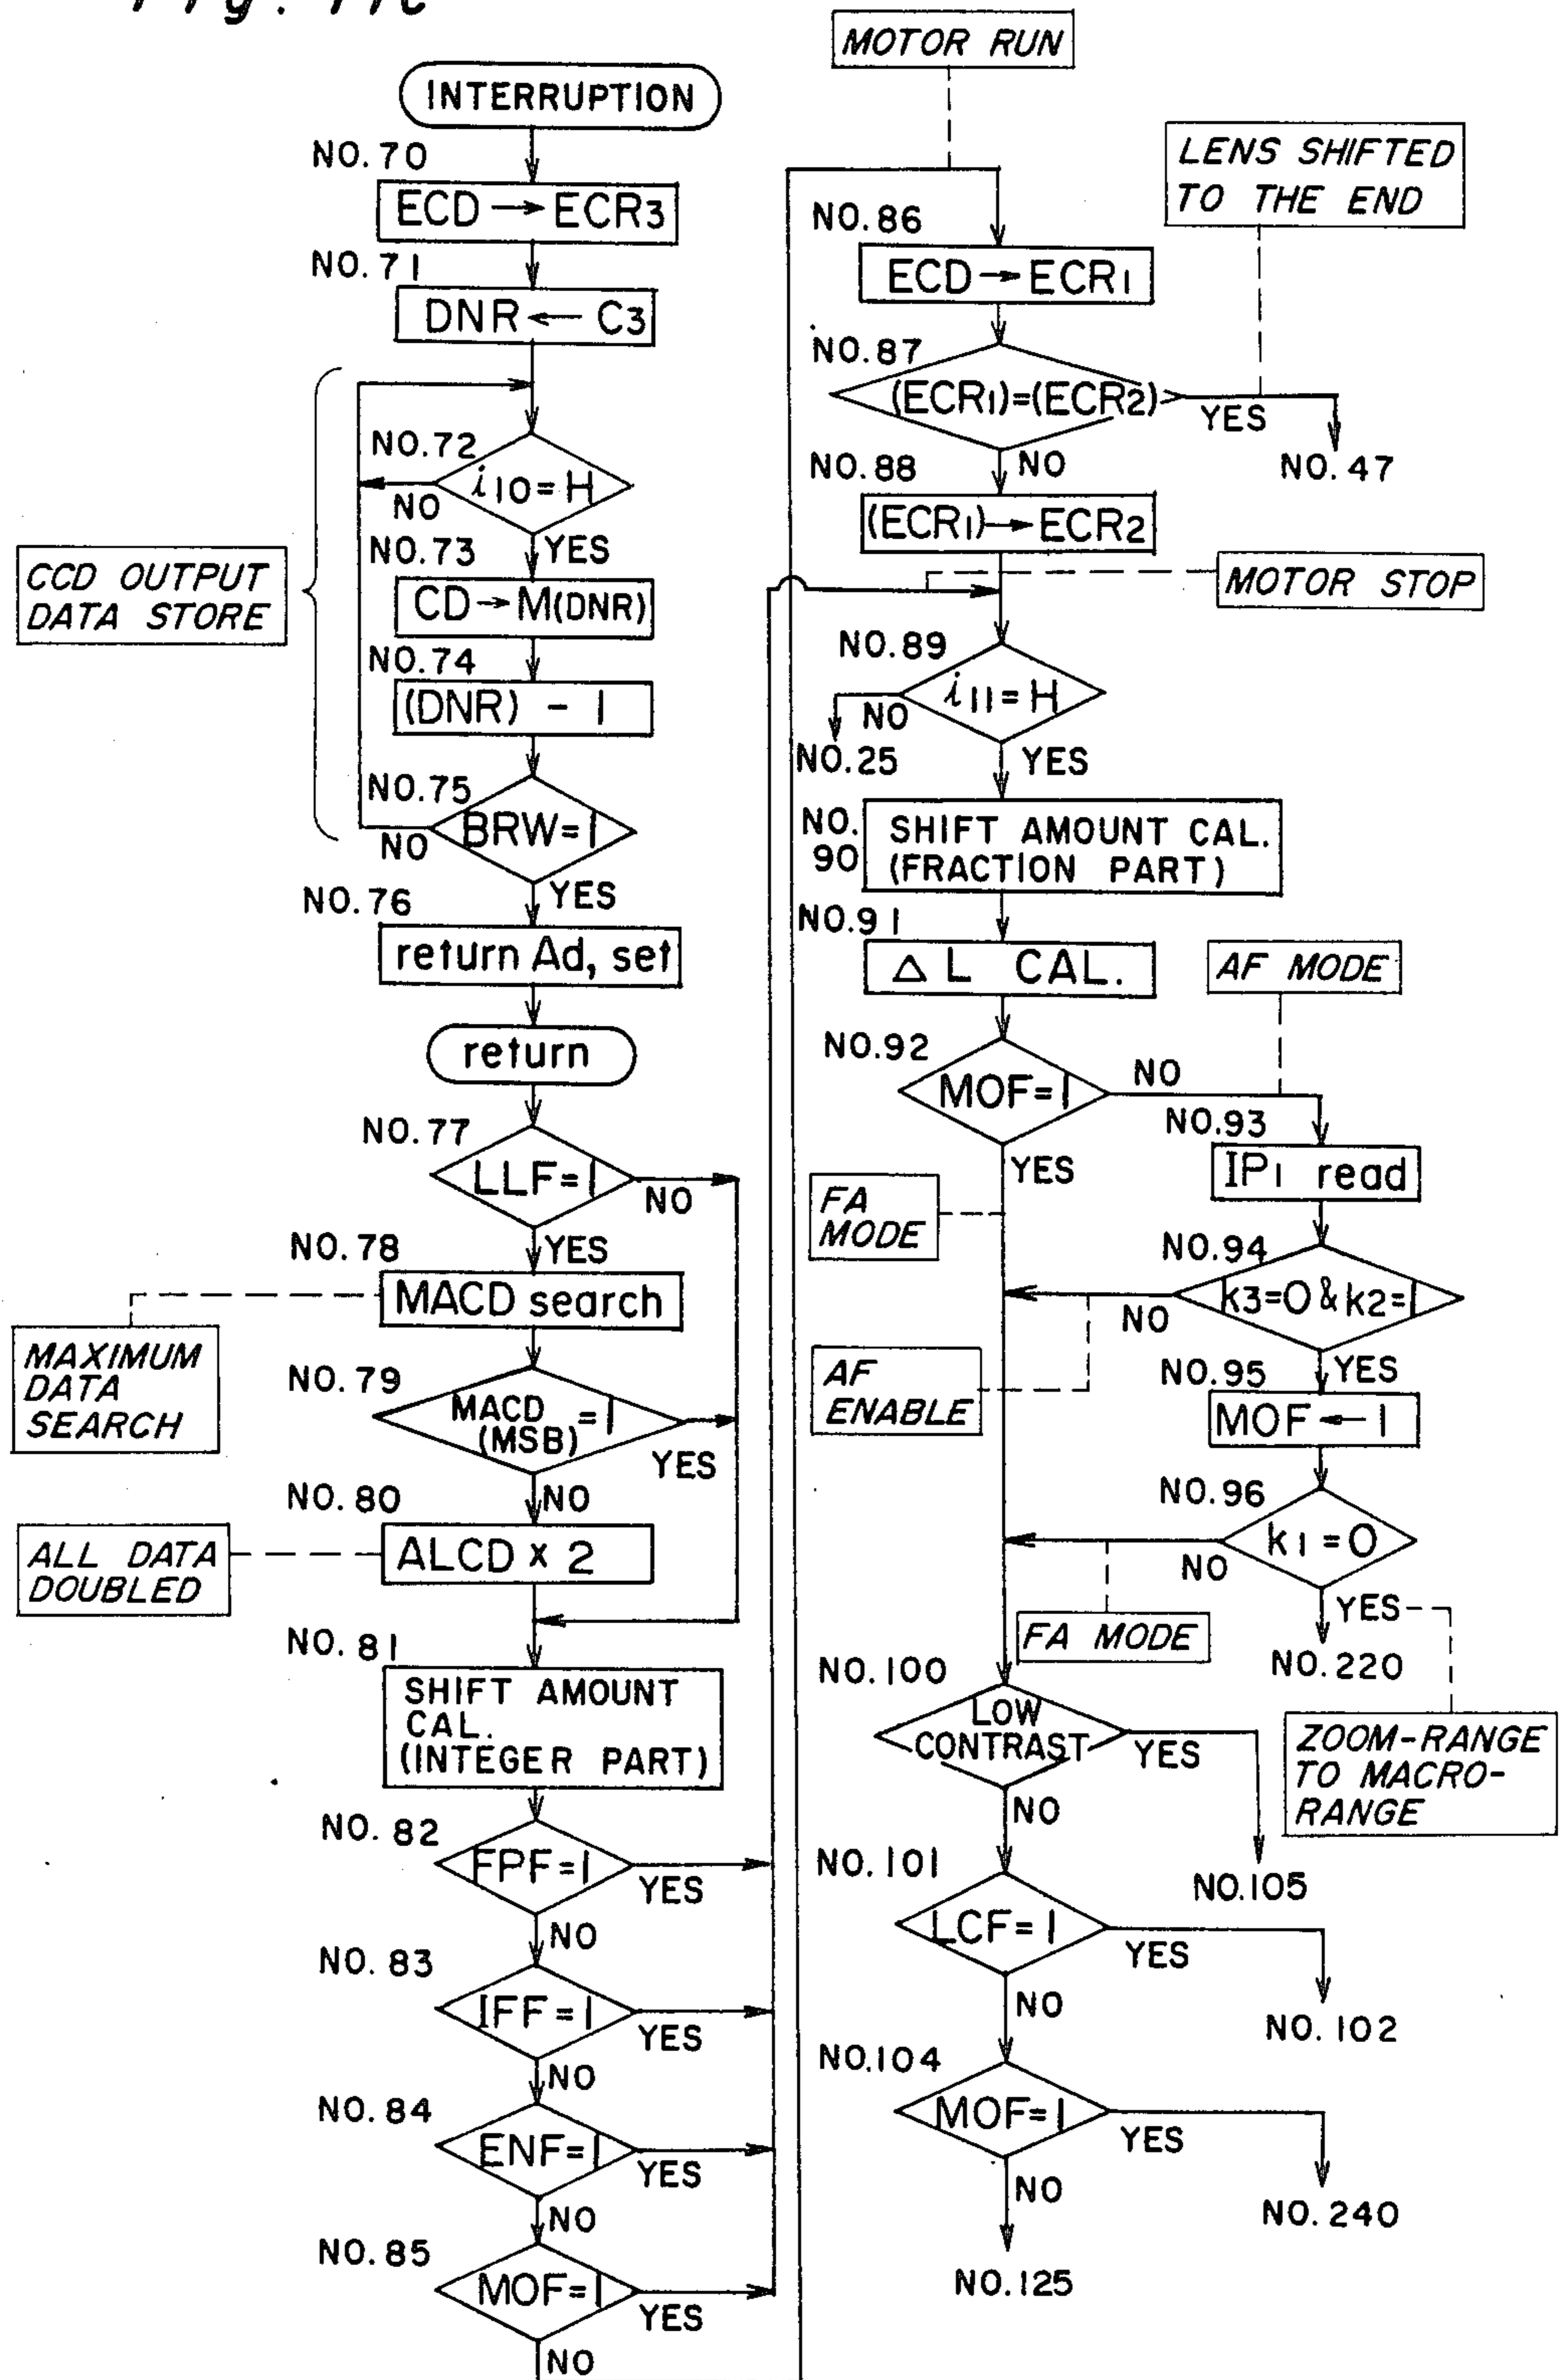 Fig. 11c
INTERRUPTION
NO.70
ECD → ECR3
NO.71
DNR ← C3
NO.72
i10=H
NO
YES
NO.73
CD→M(DNR)
NO.74
(DNR) - 1
NO.75
BRW=1
NO
YES
CCD OUTPUT
DATA STORE
NO.76
return Ad, set
return
NO.77
LLF=1
NO
YES
NO.78
MACD search
MAXIMUM
DATA
SEARCH
NO.79
MACD
(MSB)
=1
YES
NO
NO.80
ALCD × 2
ALL DATA
DOUBLED
NO.81
SHIFT AMOUNT
CAL.
(INTEGER PART)
NO.82
FPF=1
YES
NO
NO.83
IFF=1
YES
NO
NO.84
ENF=1
YES
NO
NO.85
MOF=1
YES
NO
MOTOR RUN
LENS SHIFTED
TO THE END
NO.86
ECD→ECR1
NO.87
(ECR1)=(ECR2)
YES
NO.47
NO
NO.88
(ECR1)→ECR2
MOTOR STOP
NO.89
i11=H
NO
NO.25
YES
NO.
90
SHIFT AMOUNT CAL.
(FRACTION PART)
NO.91
△L CAL.
AF MODE
NO.92
MOF=1
NO
YES
NO.93
IP1 read
FA
MODE
NO.94
k3=0&k2=1
NO
YES
AF
ENABLE
NO.95
MOF←1
NO.96
k1=0
NO
YES
FA MODE
NO.220
ZOOM-RANGE
TO MACRO-
RANGE
NO.100
LOW
CONTRAST
YES
NO
NO.105
NO.101
LCF=1
YES
NO
NO.102
NO.104
MOF=1
YES
NO
NO.240
NO.125